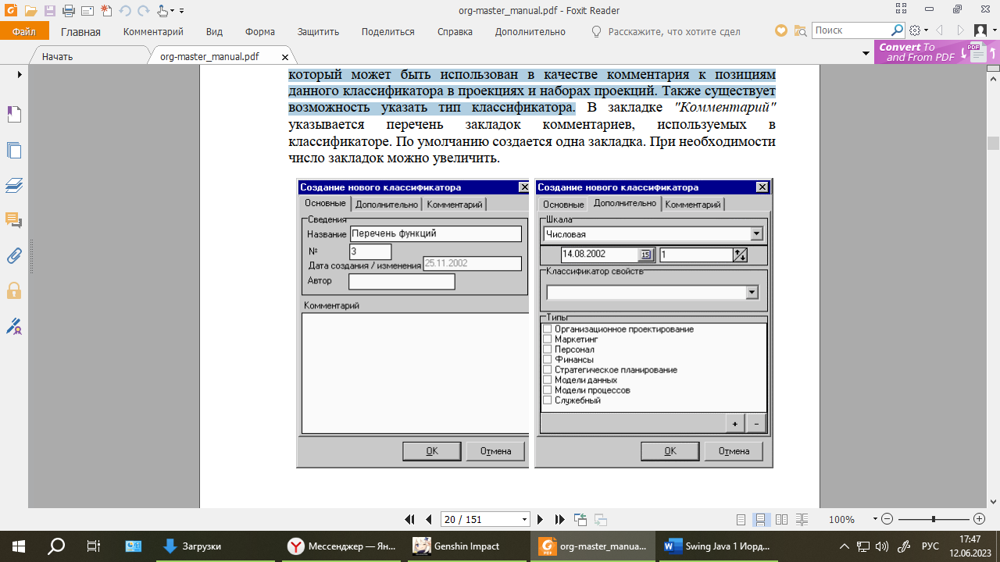 org-master_manual.pdf - Foxit Reader
Файл Главная Комментарий Вид Форма Защитить Поделиться Справка Дополнительно Расскажите, что хотите сдел Поиск
Начать org-master_manual.pdf
Convert To
and From PDF
PDF
который может быть использован в качестве комментария к позициям
данного классификатора в проекциях и наборах проекций. Также существует
возможность указать тип классификатора. В закладке "Комментарий"
указывается перечень закладок комментариев, используемых в
классификаторе. По умолчанию создается одна закладка. При необходимости
число закладок можно увеличить.
Создание нового классификатора
Основные Дополнительно Комментарий
Сведения
Название Перечень функций
№ 3
Дата создания / изменения 25.11.2002
Автор
Комментарий
OK Отмена
Создание нового классификатора
Основные Дополнительно Комментарий
Шкала
Числовая
14.08.2002 15 1
Классификатор свойств
Типы
Организационное проектирование
Маркетинг
Персонал
Финансы
Стратегическое планирование
Модели данных
Модели процессов
Служебный
+ -
OK Отмена
20 / 151
100%
Загрузки
Мессенджер — Ян...
Genshin Impact
org-master_manua...
Swing Java 1 Иорд...
РУС
17:47
12.06.2023